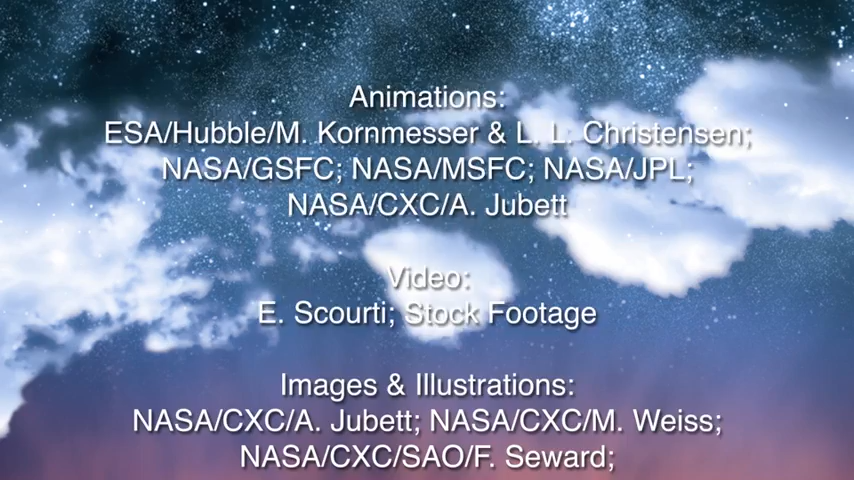 Animations:
ESA/Hubble/M. Kornmesser & L. L. Christensen;
NASA/GSFC; NASA/MSFC; NASA/JPL;
NASA/CXC/A. Jubett
Video:
E. Scourti; Stock Footage
Images & Illustrations:
NASA/CXC/A. Jubett; NASA/CXC/M. Weiss;
NASA/CXC/SAO/F. Seward;